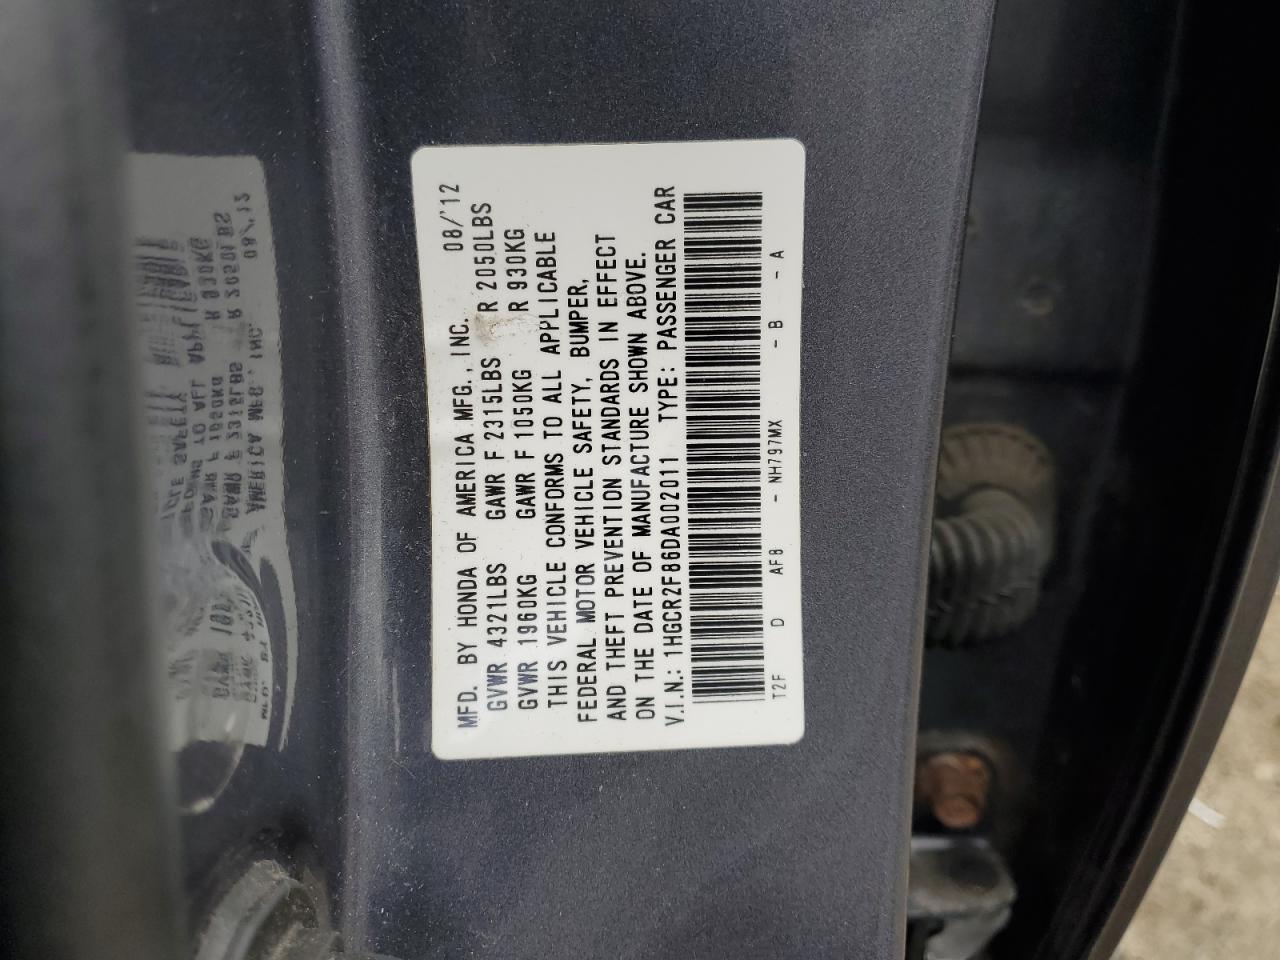 MFD. BY HONDA OF AMERICA MFG., INC. 08/'12
GVWR 4321LBS GAWR F 2315LBS R 2050LBS
GVWR 1960KG GAWR F 1050KG R 930KG
THIS VEHICLE CONFORMS TO ALL APPLICABLE
FEDERAL MOTOR VEHICLE SAFETY, BUMPER,
AND THEFT PREVENTION STANDARDS IN EFFECT
ON THE DATE OF MANUFACTURE SHOWN ABOVE.
V.I.N.: 1HGCR2F86DA002011 TYPE: PASSENGER CAR
T2F D AF8 - NH797MX - B - A